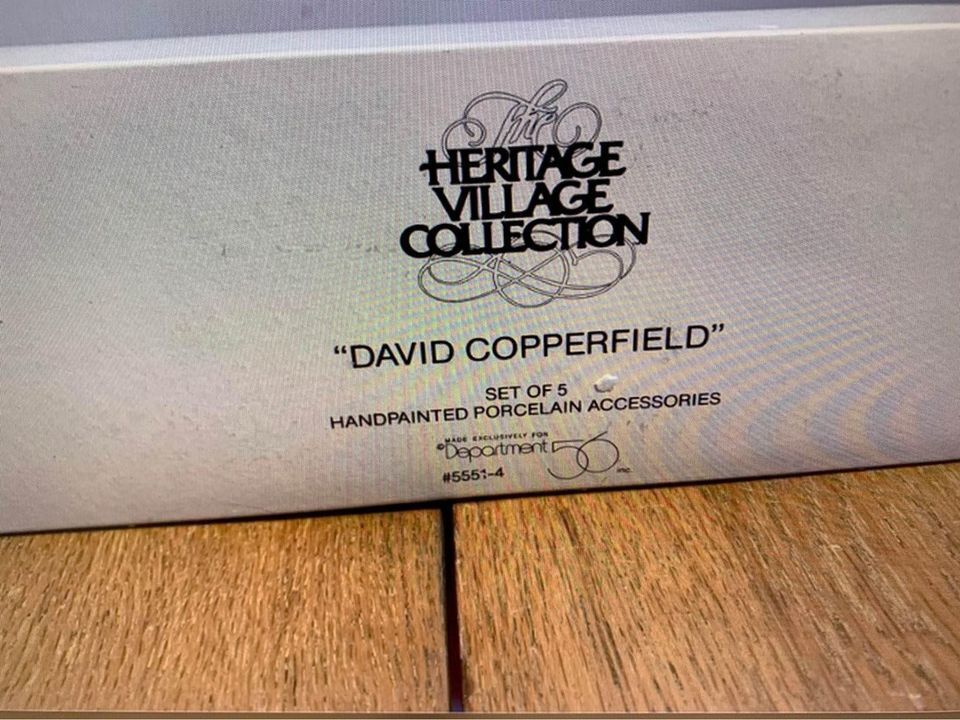 The
HERITAGE
VILLAGE
COLLECTION
“DAVID COPPERFIELD”
SET OF 5
HANDPAINTED PORCELAIN ACCESSORIES
MADE EXCLUSIVELY FOR
©Department 56 inc.
#5551-4